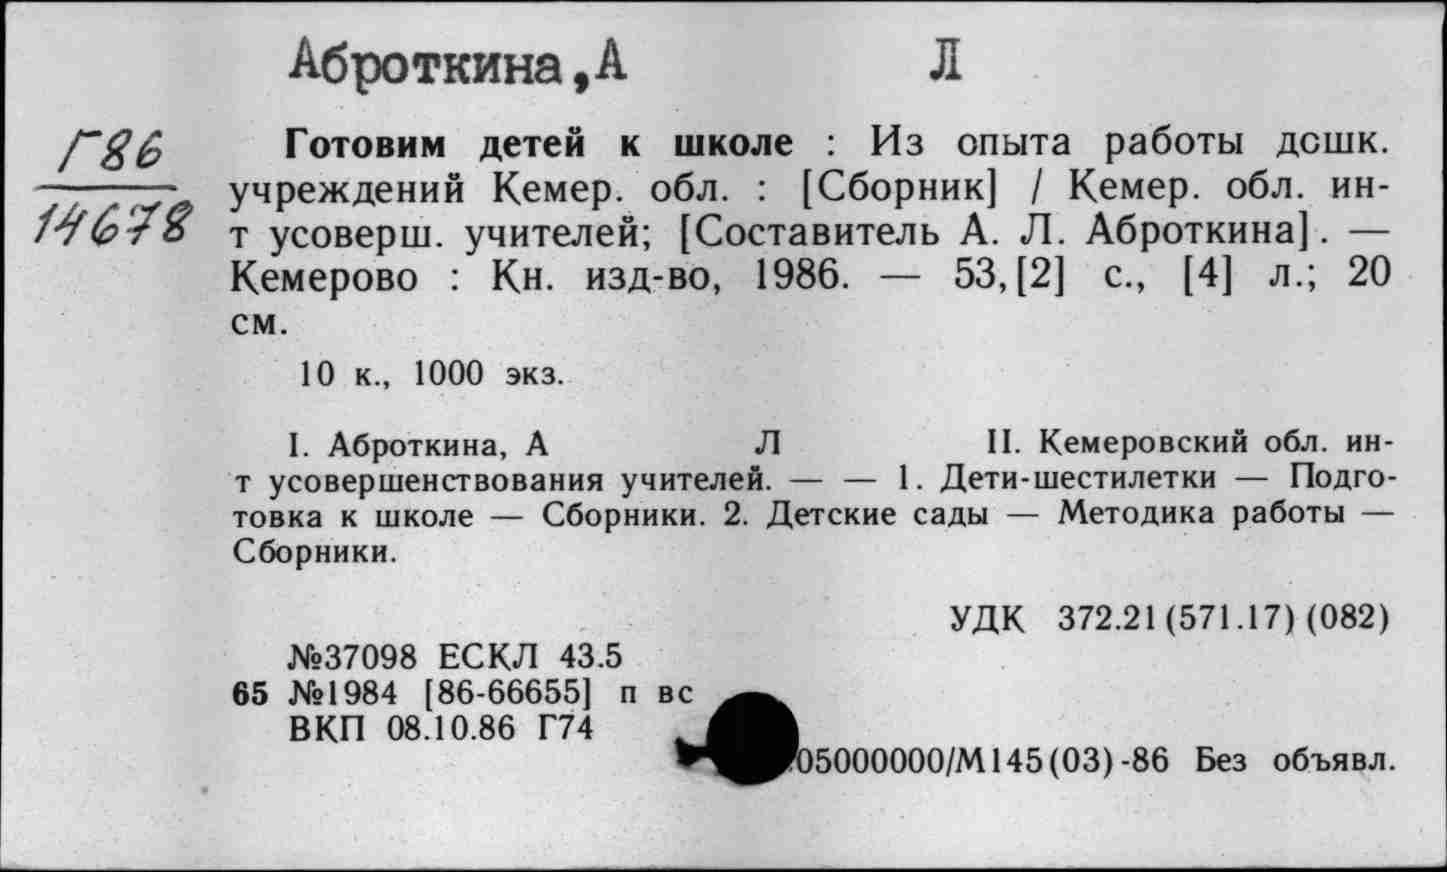 Аброткина,А Л
Г86
14678
Готовим детей к школе : Из опыта работы дошк.
учреждений Кемер. обл. : [Сборник] / Кемер. обл. ин-
т усоверш. учителей; [Составитель А. Л. Аброткина]. —
Кемерово : Кн. изд-во, 1986. — 53,[2] с., [4] л.; 20
см.
10 к., 1000 экз.
I. Аброткина, А Л II. Кемеровский обл. ин-
т усовершенствования учителей. — — 1. Дети-шестилетки — Подго-
товка к школе — Сборники. 2. Детские сады — Методика работы —
Сборники.
УДК 372.21(571.17)(082)
№37098 ЕСКЛ 43.5
65 №1984 [86-66655] п вс
ВКП 08.10.86 Г74
05000000/М145(03)-86 Без объявл.